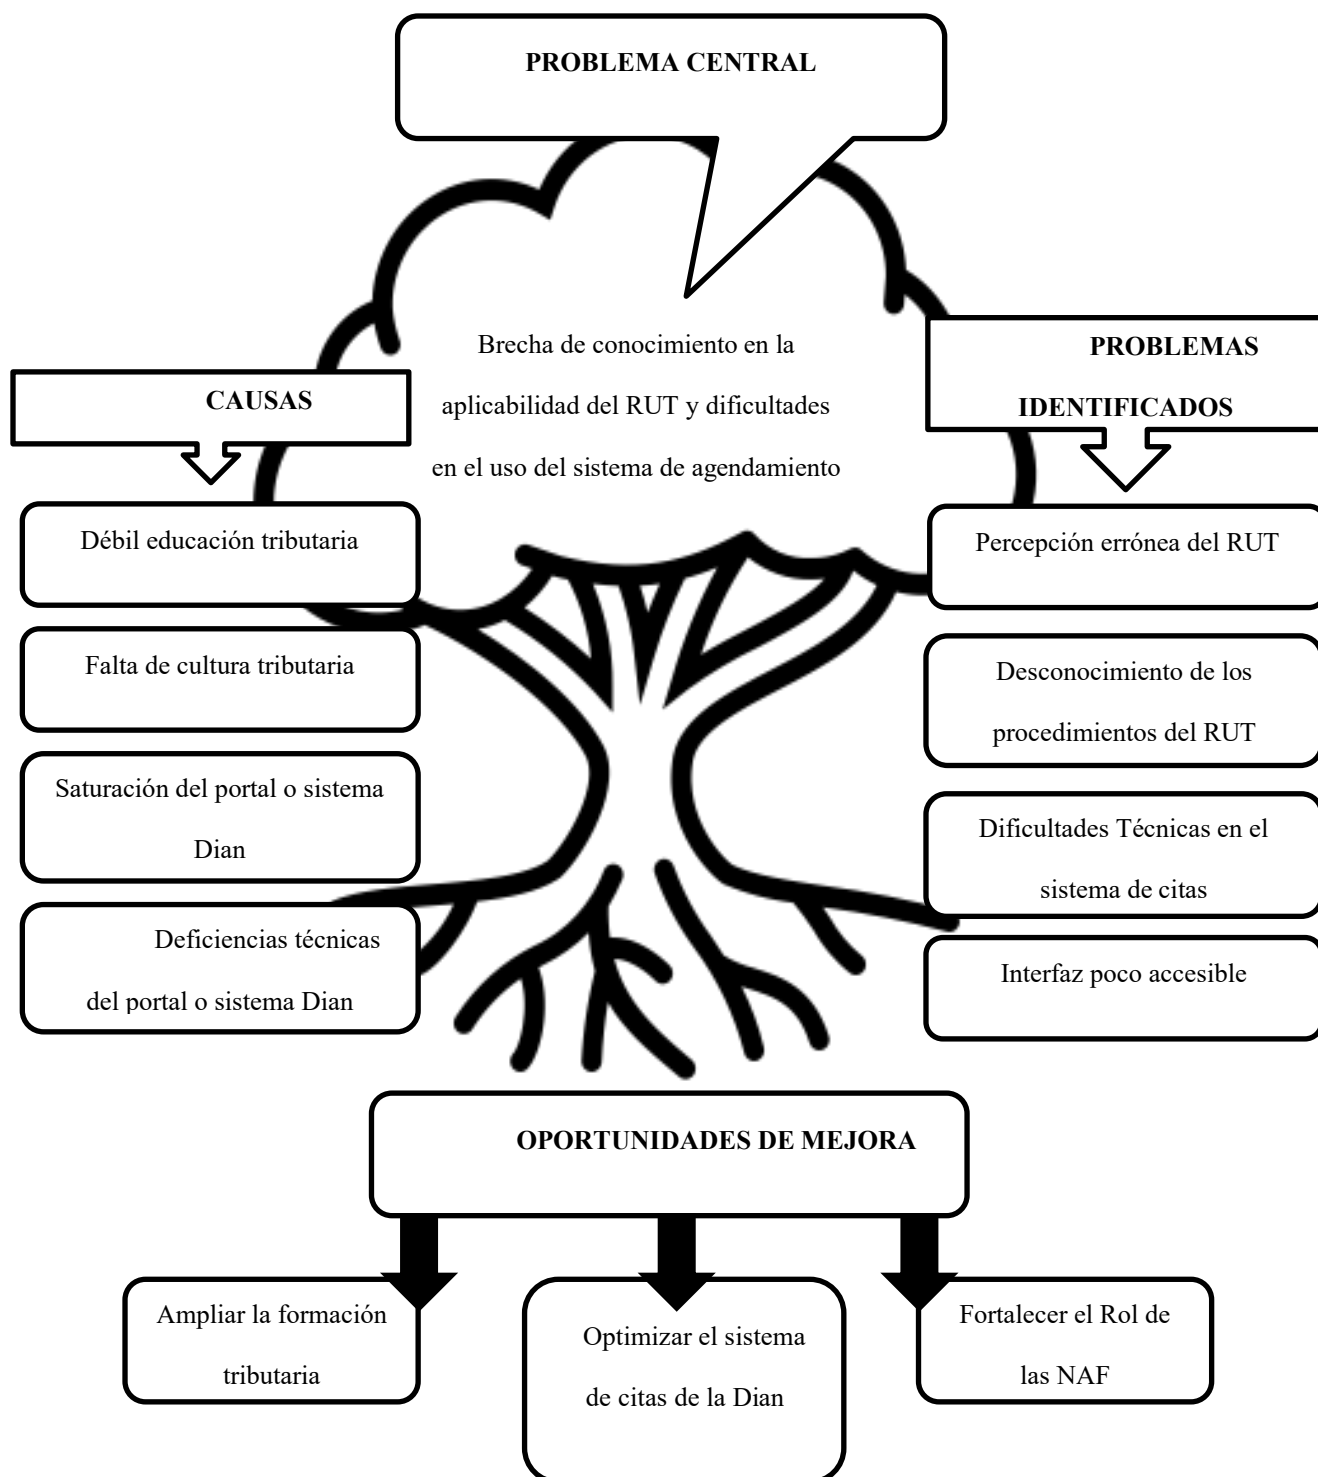 PROBLEMA CENTRAL
Brecha de conocimiento en la
aplicabilidad del RUT y dificultades
en el uso del sistema de agendamiento
CAUSAS
Débil educación tributaria
Falta de cultura tributaria
Saturación del portal o sistema
Dian
Deficiencias técnicas
del portal o sistema Dian
PROBLEMAS
IDENTIFICADOS
Percepción errónea del RUT
Desconocimiento de los
procedimientos del RUT
Dificultades Técnicas en el
sistema de citas
Interfaz poco accesible
OPORTUNIDADES DE MEJORA
Ampliar la formación
tributaria
Optimizar el sistema
de citas de la Dian
Fortalecer el Rol de
las NAF